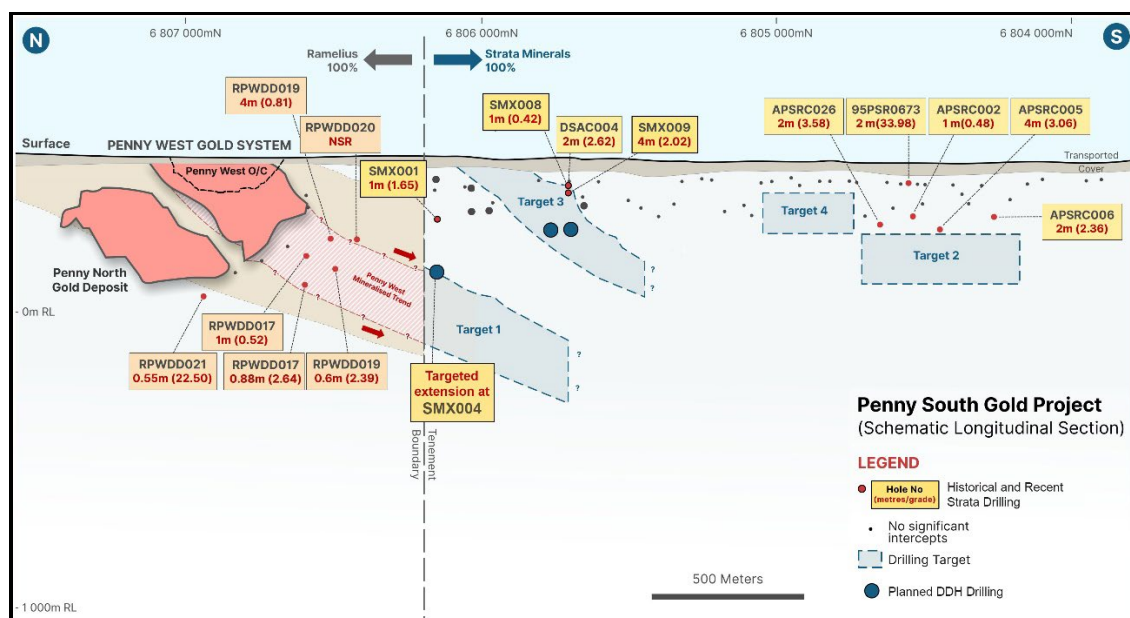 N
6 807 000mN
6 806 000mN
6 805 000mN
6 804 000mN
S
Ramelius
100%
Strata Minerals
100%
RPWDD019
4m (0.81)
RPWDD020
NSR
SMX008
1m (0.42)
DSAC004
2m (2.62)
SMX009
4m (2.02)
APSRC026
2m (3.58)
95PSR0673
2 m(33.98)
APSRC002
1 m(0.48)
APSRC005
4m (3.06)
Surface
PENNY WEST GOLD SYSTEM
Transported
Cover
Penny West O/C
SMX001
1m (1.65)
Target 3
Target 4
APSRC006
2m (2.36)
Target 2
Penny North
Gold Deposit
Penny West
Mineralised Trend
- 0m RL
Target 1
RPWDD017
1m (0.52)
RPWDD021
0.55m (22.50)
RPWDD017
0.88m (2.64)
RPWDD019
0.6m (2.39)
Targeted
extension at
SMX004
Tenement
Boundary
? ? ? ? ? ? ? ? ? ? ? ?
Penny South Gold Project
(Schematic Longitudinal Section)
LEGEND
Hole No
(metres/grade)
Historical and Recent
Strata Drilling
No significant
intercepts
Drilling Target
Planned DDH Drilling
500 Meters
- 1 000m RL